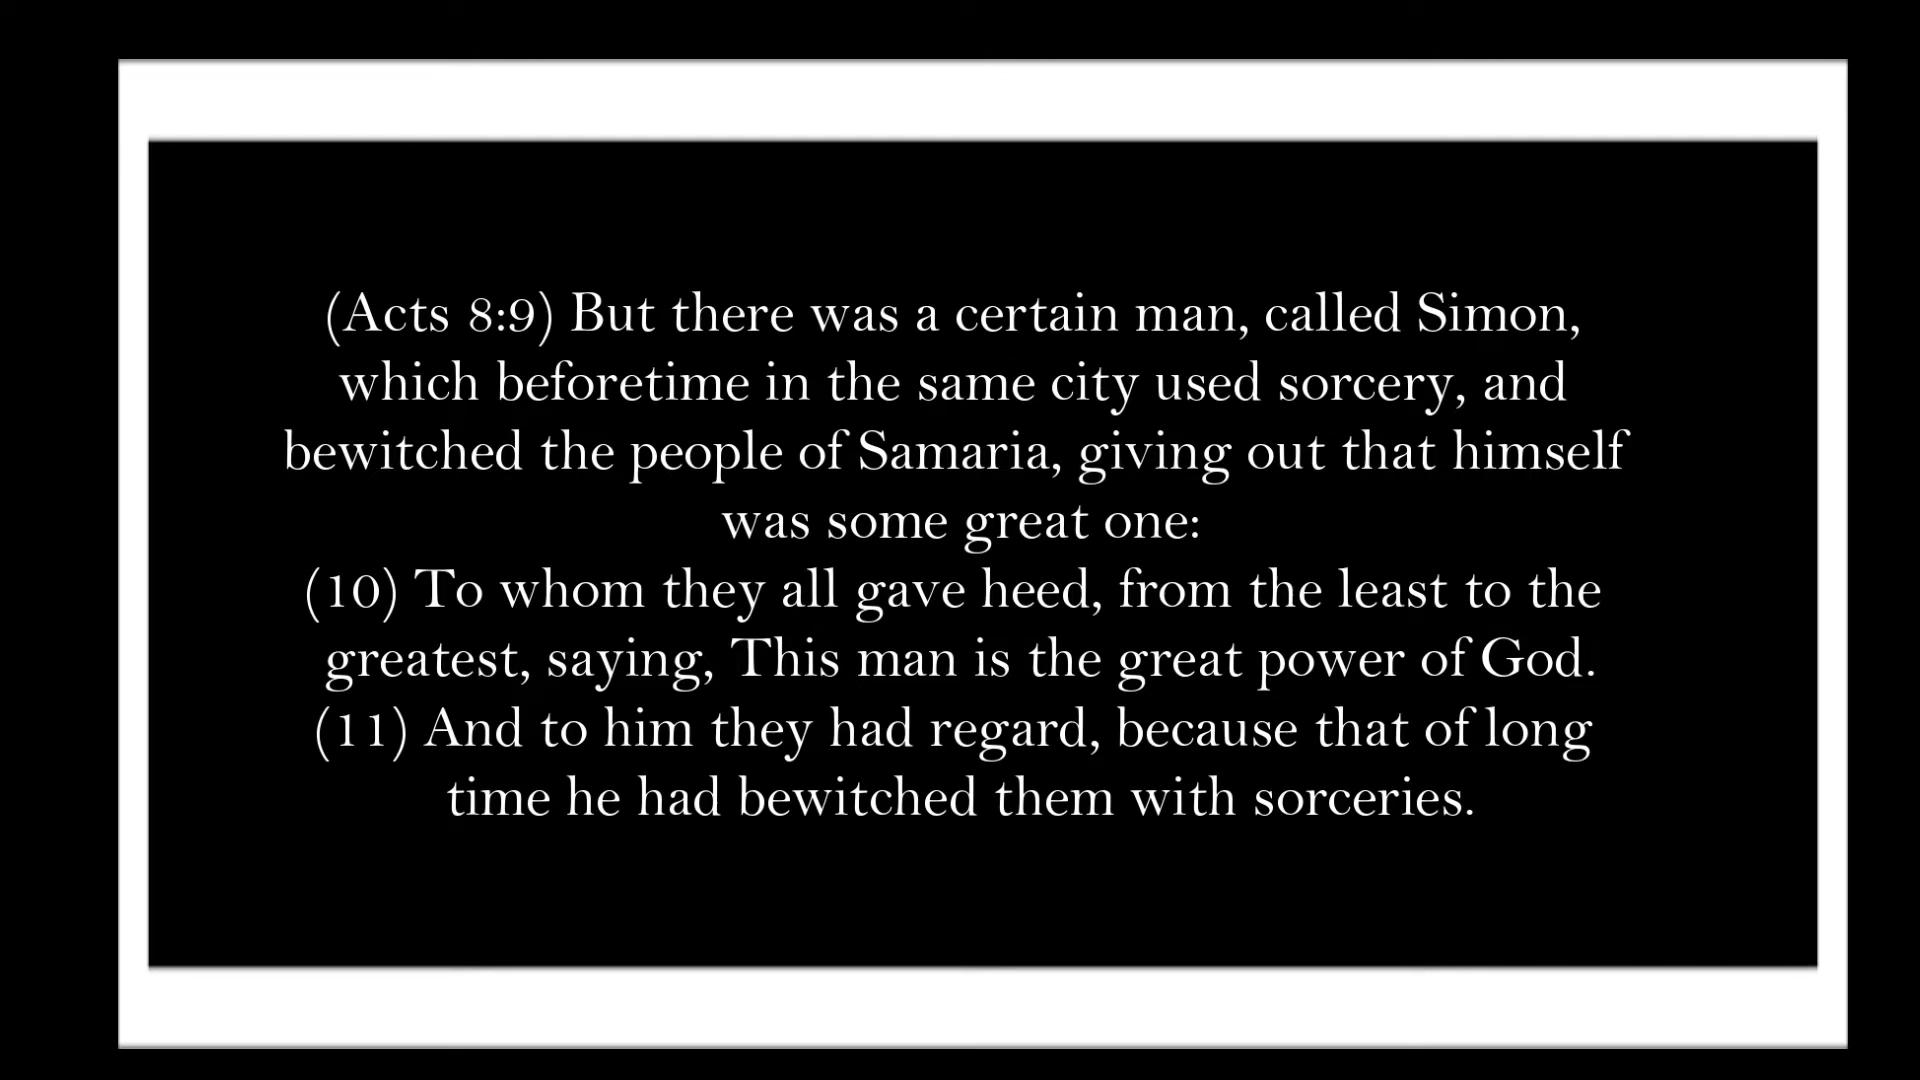 (Acts 8:9) But there was a certain man, called Simon,
which beforetime in the same city used sorcery, and
bewitched the people of Samaria, giving out that himself
was some great one:
(10) To whom they all gave heed, from the least to the
greatest, saying, This man is the great power of God.
(11) And to him they had regard, because that of long
time he had bewitched them with sorceries.